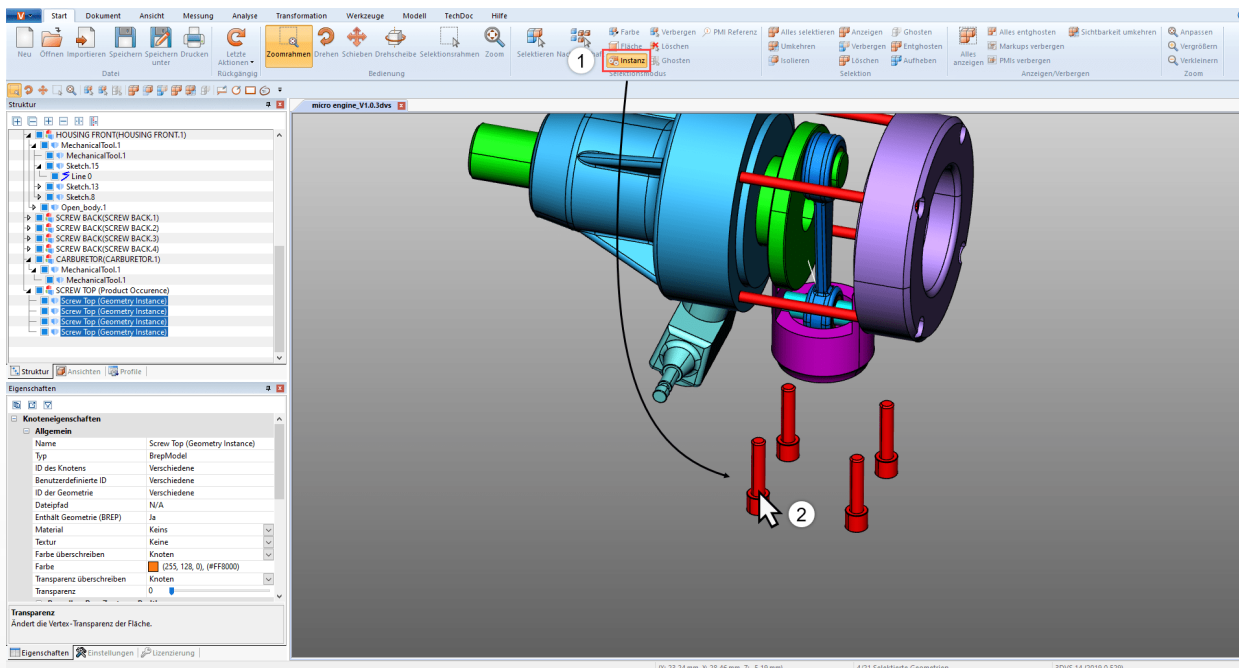 V
Start Dokument Ansicht Messung Analyse Transformation Werkzeuge Modell TechDoc Hilfe
Neu Öffnen Importieren Speichern Speichern unter Drucken
Datei
Letzte Aktionen
Rückgängig
Zoomrahmen Drehen Schieben Drehscheibe Selektionsrahmen Zoom
Bedienung
Selektieren
Farbe Verbergen PMI Referenz
Fläche Löschen
Instanz Ghosten
Selektionsmodus
1
Alles selektieren Anzeigen Ghosten
Umkehren Verbergen Entghosten
Isolieren Löschen Aufheben
Selektion
Alles anzeigen
Alles entghosten Sichtbarkeit umkehren
Markups verbergen
PMIs verbergen
Anzeigen/Verbergen
Anpassen
Vergrößern
Verkleinern
Zoom
Struktur
micro engine_V1.0.3dvs
HOUSING FRONT(HOUSING FRONT.1)
MechanicalTool.1
MechanicalTool.1
Sketch.15
Line 0
Sketch.13
Sketch.8
Open_body.1
SCREW BACK(SCREW BACK.1)
SCREW BACK(SCREW BACK.2)
SCREW BACK(SCREW BACK.3)
SCREW BACK(SCREW BACK.4)
CARBURETOR(CARBURETOR.1)
MechanicalTool.1
MechanicalTool.1
SCREW TOP (Product Occurence)
Screw Top (Geometry Instance)
Screw Top (Geometry Instance)
Screw Top (Geometry Instance)
Screw Top (Geometry Instance)
Struktur Ansichten Profile
Eigenschaften
Knoteneigenschaften
Allgemein
Name Screw Top (Geometry Instance)
Typ BrepModel
ID des Knotens Verschiedene
Benutzerdefinierte ID Verschiedene
ID der Geometrie Verschiedene
Dateipfad N/A
Enthält Geometrie (BREP) Ja
Material Keins
Textur Keine
Farbe überschreiben Knoten
Farbe (255, 128, 0), (#FF8000)
Transparenz überschreiben Knoten
Transparenz 0
Transparenz
Ändert die Vertex-Transparenz der Fläche.
Eigenschaften Einstellungen Lizenzierung
2
4/21 Selektierte Geometrien